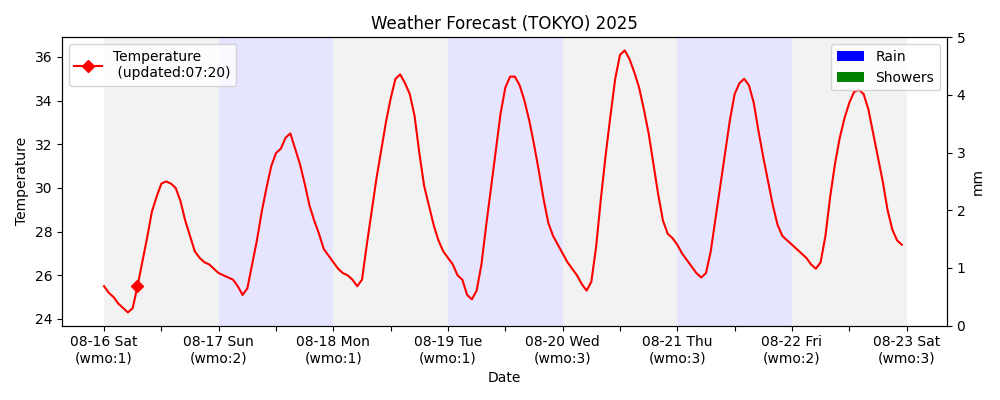 Weather Forecast (TOKYO) 2025
Temperature
(updated:07:20)
Rain
Showers
Temperature
36
34
32
30
28
26
24
5
4
3
2
1
0
mm
08-16 Sat
(wmo:1)
08-17 Sun
(wmo:2)
08-18 Mon
(wmo:1)
08-19 Tue
(wmo:1)
08-20 Wed
(wmo:3)
08-21 Thu
(wmo:3)
08-22 Fri
(wmo:2)
08-23 Sat
(wmo:3)
Date